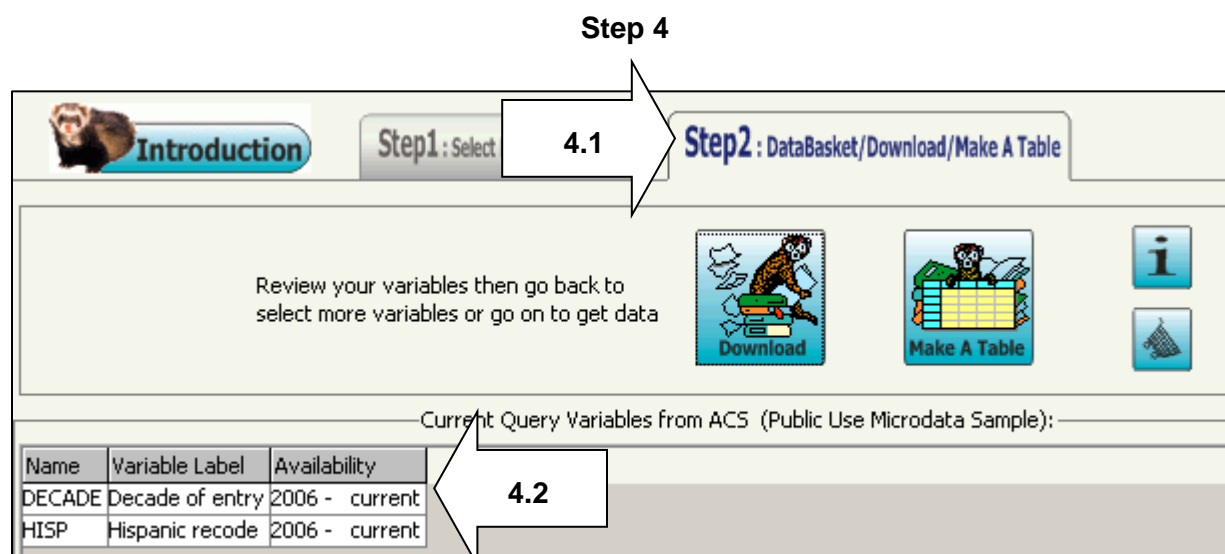 Step 4
Introduction
Step1 : Select
4.1
Step2 : DataBasket/Download/Make A Table
Review your variables then go back to
select more variables or go on to get data
Download
Make A Table
i
Current Query Variables from ACS (Public Use Microdata Sample):
Name Variable Label Availability
DECADE Decade of entry 2006 - current
HISP Hispanic recode 2006 - current
4.2